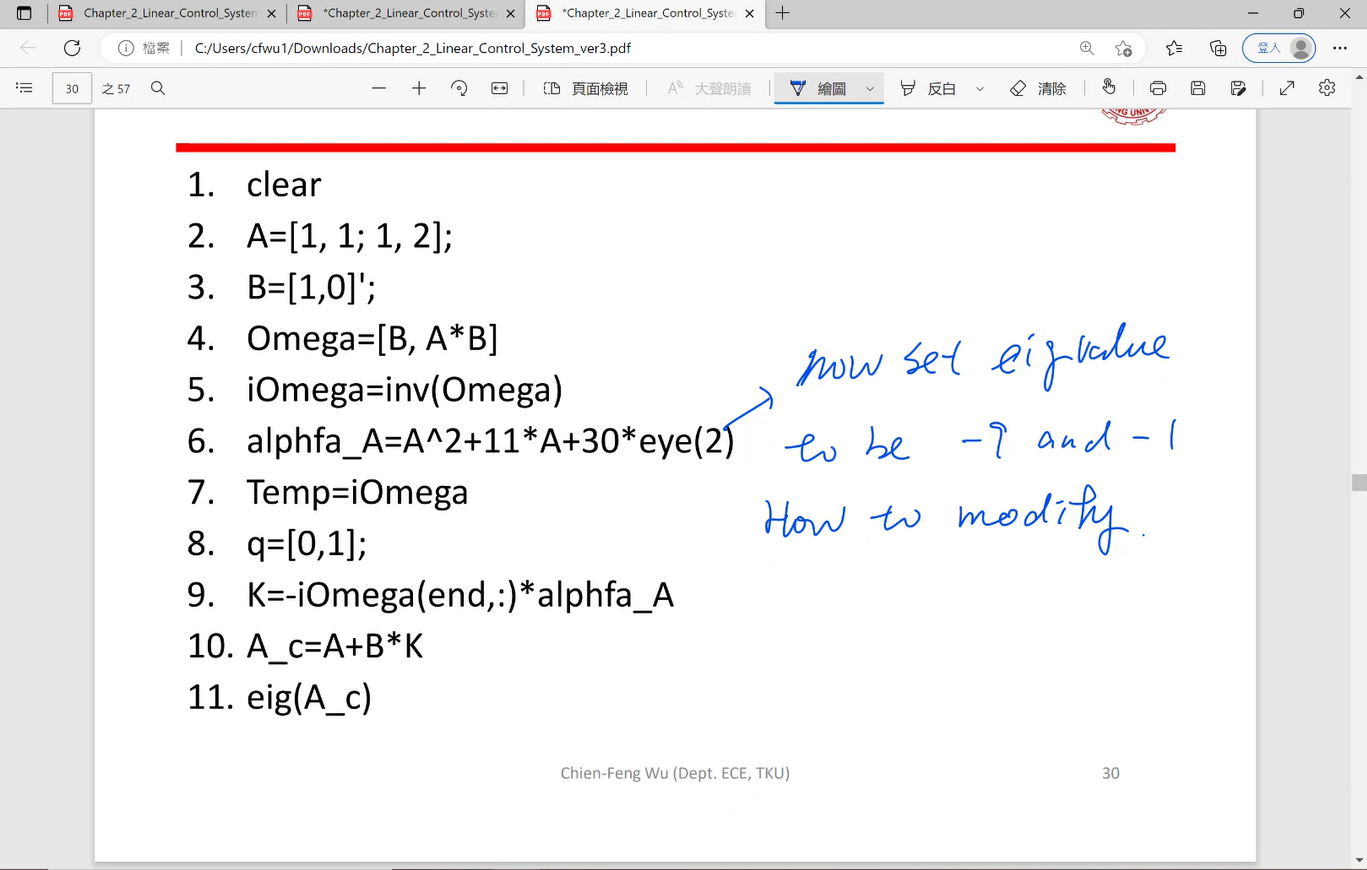 Chapter_2_Linear_Control_System
*Chapter_2_Linear_Control_Syste
*Chapter_2_Linear_Control_Syste
檔案
C:/Users/cfwu1/Downloads/Chapter_2_Linear_Control_System_ver3.pdf
登入
30 之 57
頁面檢視
大聲朗讀
繪圖
反白
清除
NG UNIV
1. clear
2. A=[1, 1; 1, 2];
3. B=[1,0]';
4. Omega=[B, A*B]
5. iOmega=inv(Omega)
6. alphfa_A=A^2+11*A+30*eye(2)
7. Temp=iOmega
8. q=[0,1];
9. K=-iOmega(end,:)*alphfa_A
10. A_c=A+B*K
11. eig(A_c)
now set eigvalue
to be and -1
How to modify.
Chien-Feng Wu (Dept. ECE, TKU)
30